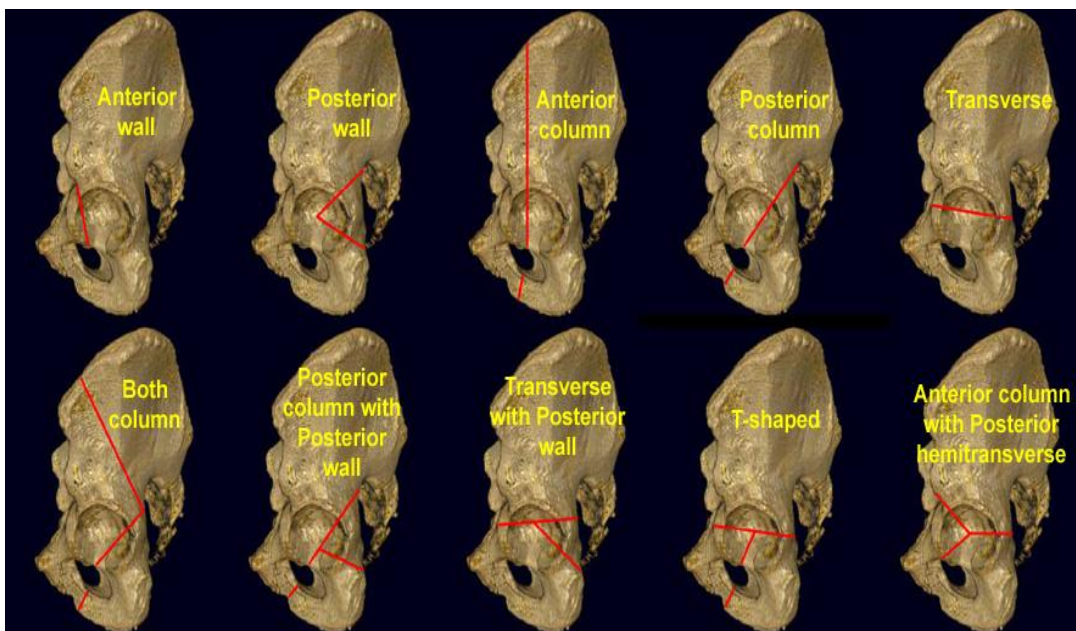 Anterior
wall
Posterior
wall
Anterior
column
Posterior
column
Transverse
Both
column
Posterior
column with
Posterior
wall
Transverse
with Posterior
wall
T-shaped
Anterior column
with Posterior
hemitransverse